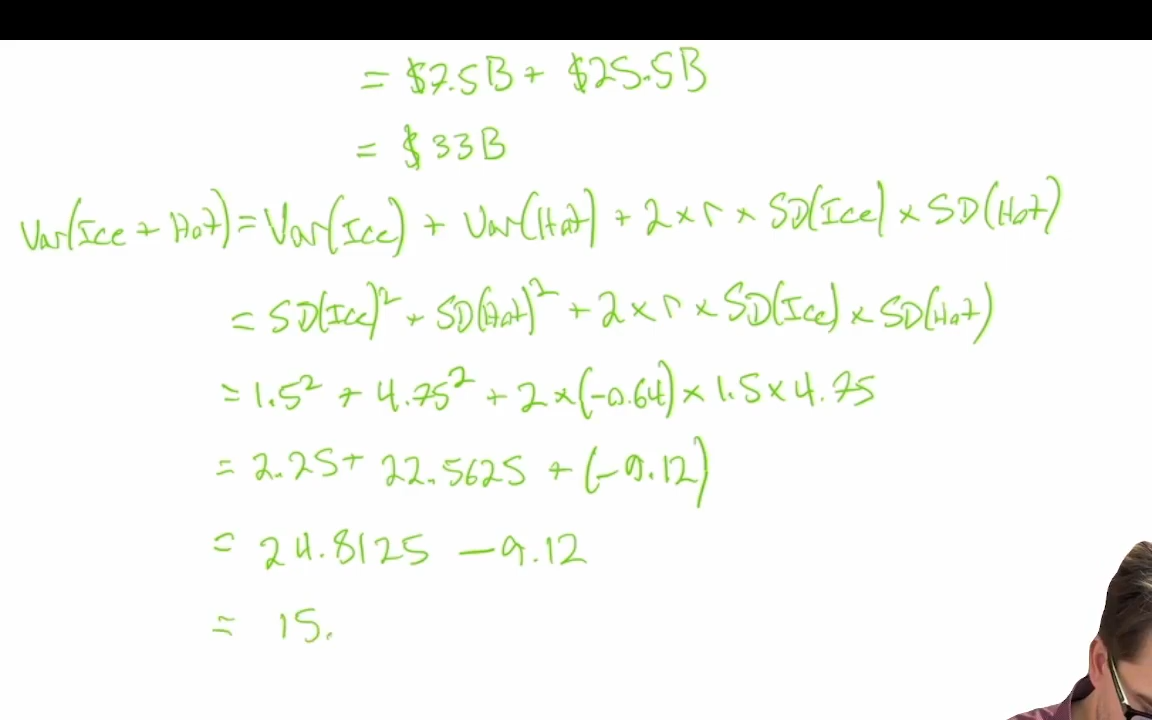 = $7.5B + $25.5B
= $33B
Var(Ice + Hot) = Var(Ice) + Var(Hot) + 2 × r × SD(Ice) × SD(Hot)
= SD(Ice)² + SD(Hot)² + 2 × r × SD(Ice) × SD(Hot)
= 1.5² + 4.75² + 2 × (-0.64) × 1.5 × 4.75
= 2.25 + 22.5625 + (-9.12)
= 24.8125 - 9.12
= 15.